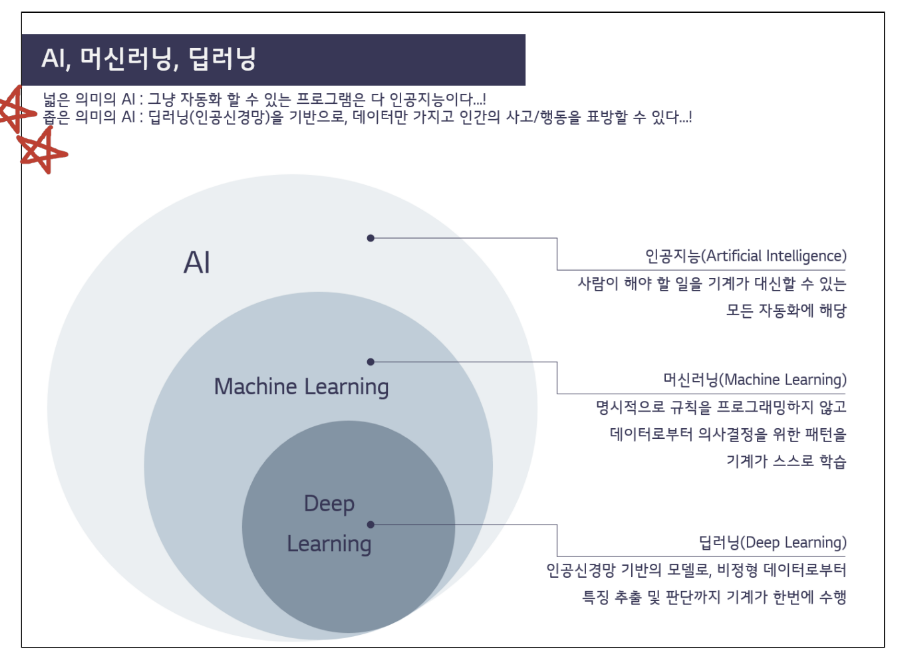 AI, 머신러닝, 딥러닝
넓은 의미의 AI : 그냥 자동화 할 수 있는 프로그램은 다 인공지능이다...!
좁은 의미의 AI : 딥러닝(인공신경망)을 기반으로, 데이터만 가지고 인간의 사고/행동을 표방할 수 있다...!
AI
인공지능(Artificial Intelligence)
사람이 해야 할 일을 기계가 대신할 수 있는
모든 자동화에 해당
Machine Learning
머신러닝(Machine Learning)
명시적으로 규칙을 프로그래밍하지 않고
데이터로부터 의사결정을 위한 패턴을
기계가 스스로 학습
Deep
Learning
딥러닝(Deep Learning)
인공신경망 기반의 모델로, 비정형 데이터로부터
특징 추출 및 판단까지 기계가 한번에 수행